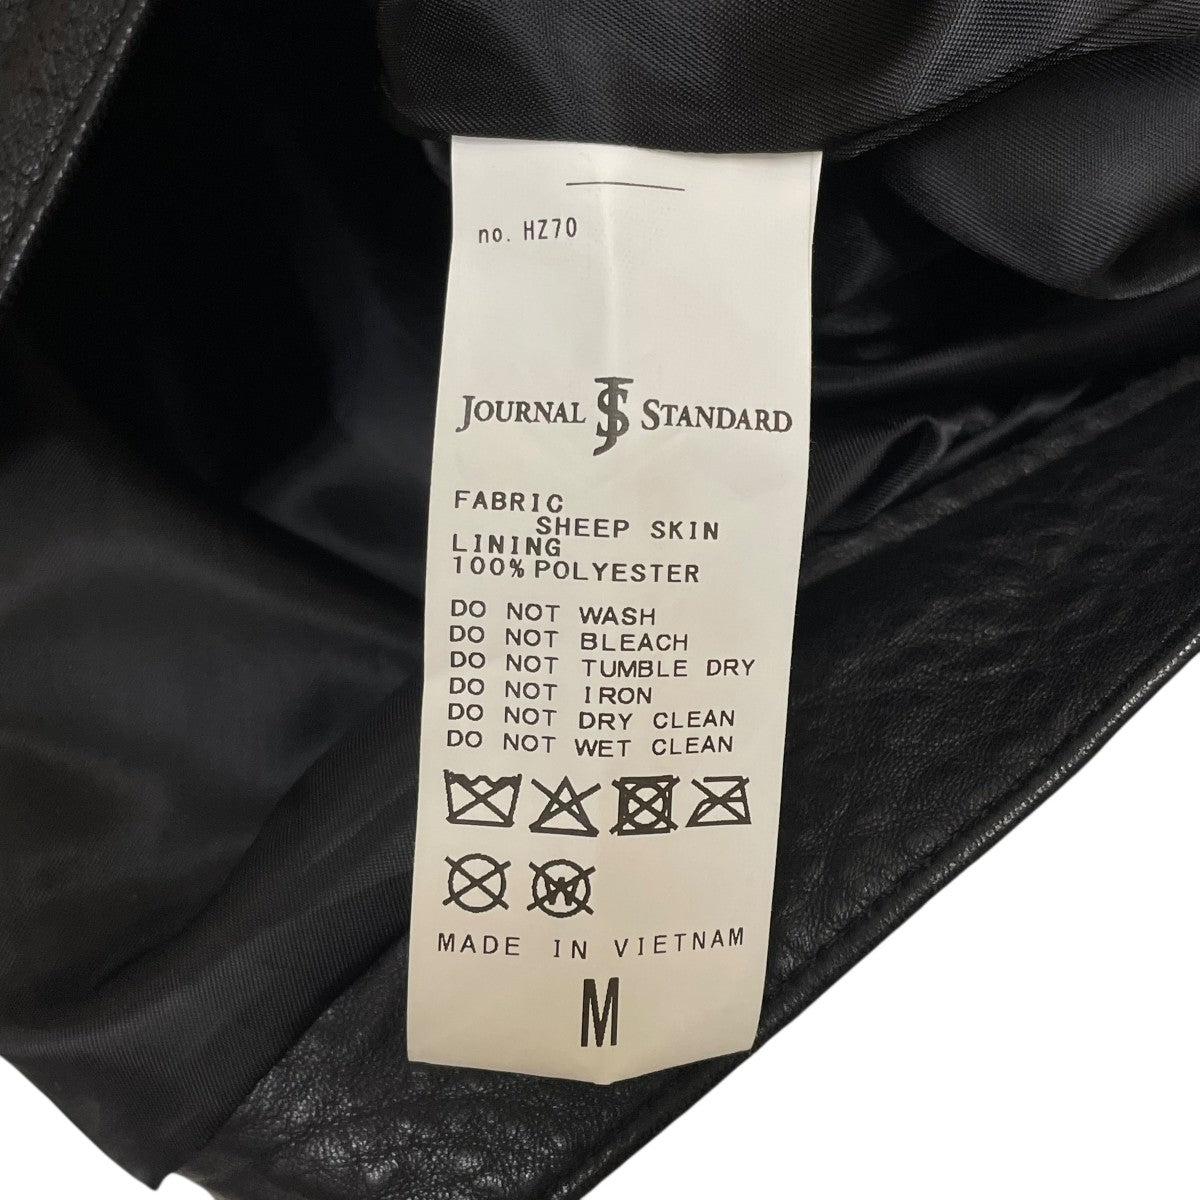 no. HZ70
JOURNAL JS STANDARD
FABRIC
SHEEP SKIN
LINING
100% POLYESTER
DO NOT WASH
DO NOT BLEACH
DO NOT TUMBLE DRY
DO NOT IRON
DO NOT DRY CLEAN
DO NOT WET CLEAN
W
MADE IN VIETNAM
M